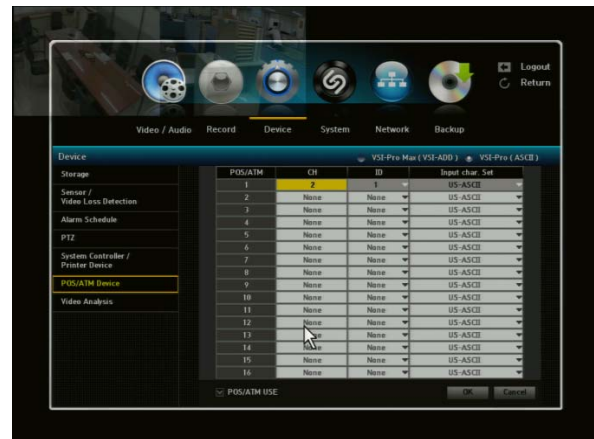 Logout
Return
Video / Audio Record Device System Network Backup
Device VSI-Pro Max ( VSI-ADD ) VSI-Pro ( ASCII )
Storage
Sensor /
Video Loss Detection
Alarm Schedule
PTZ
System Controller /
Printer Device
POS/ATM Device
Video Analysis
POS/ATM CH ID Input char. Set
1 2 1 US-ASCII
2 None None US-ASCII
3 None None US-ASCII
4 None None US-ASCII
5 None None US-ASCII
6 None None US-ASCII
7 None None US-ASCII
8 None None US-ASCII
9 None None US-ASCII
10 None None US-ASCII
11 None None US-ASCII
12 None None US-ASCII
13 None None US-ASCII
14 None None US-ASCII
15 None None US-ASCII
16 None None US-ASCII
POS/ATM USE OK Cancel